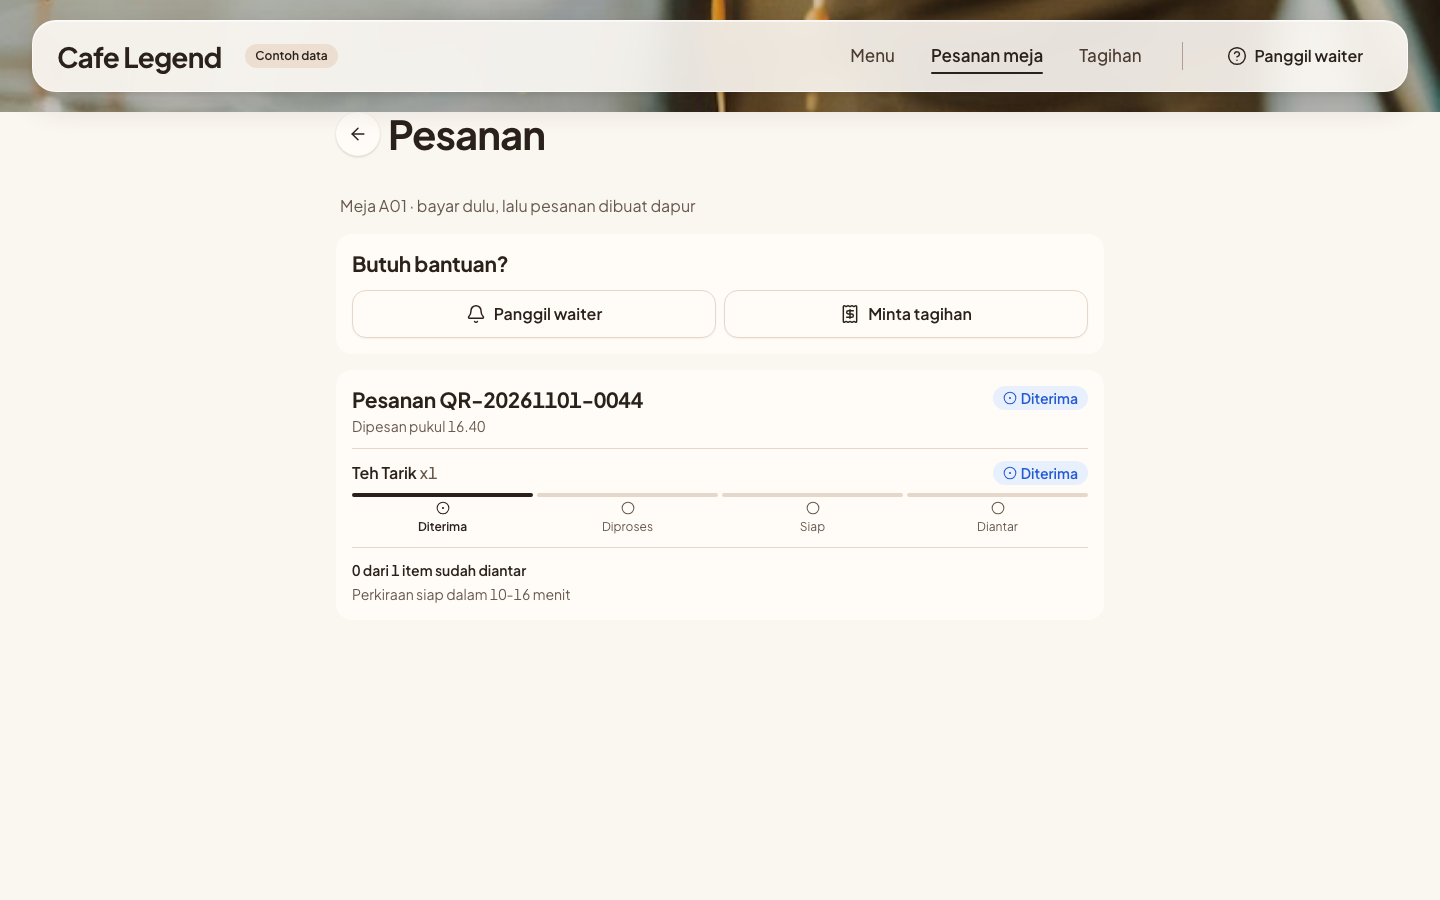 Cafe Legend
Contoh data
Menu
Pesanan meja
Tagihan
Panggil waiter
Pesanan
Meja A01 · bayar dulu, lalu pesanan dibuat dapur
Butuh bantuan?
Panggil waiter
Minta tagihan
Pesanan QR-20261101-0044
Diterima
Dipesan pukul 16.40
Teh Tarik x1
Diterima
Diterima
Diproses
Siap
Diantar
0 dari 1 item sudah diantar
Perkiraan siap dalam 10-16 menit